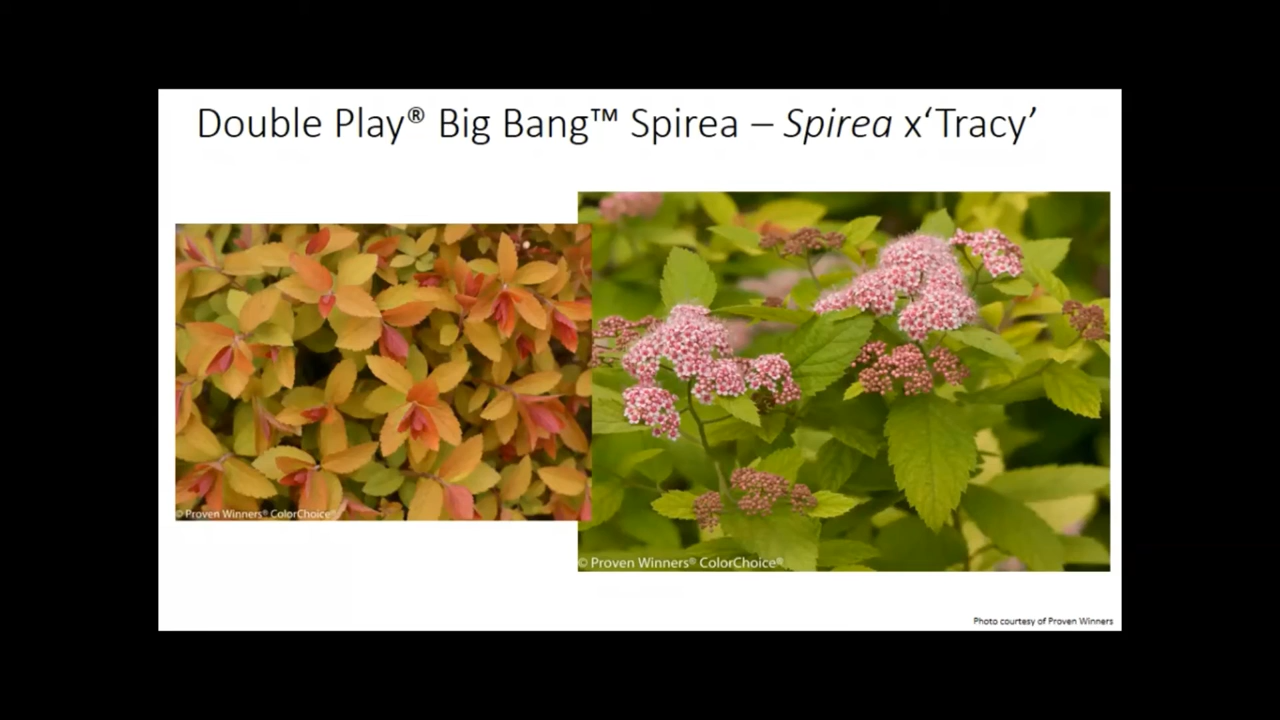 Double Play® Big Bang™ Spirea – Spirea x‘Tracy’
© Proven Winners® ColorChoice®
© Proven Winners® ColorChoice®
Photo courtesy of Proven Winners